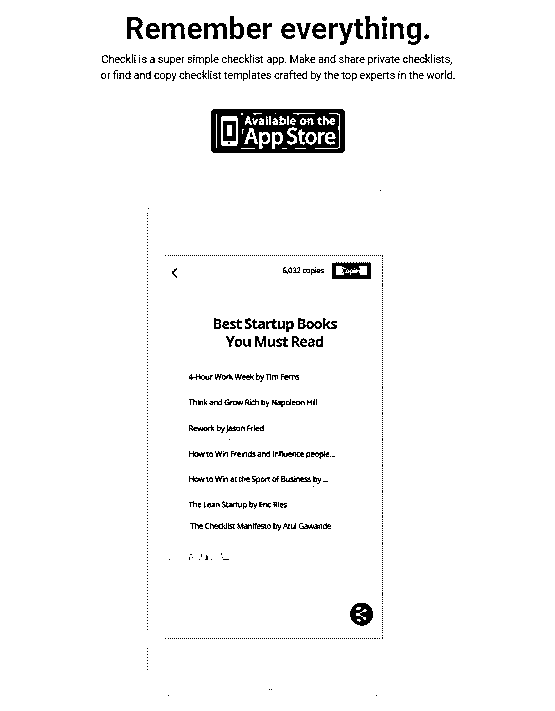 Remember everything.
Checkli is a super simple checklist app. Make and share private checklists,
or find and copy checklist templates crafted by the top experts in the world.
Available on the
App Store
6,032 copies
Copy
Best Startup Books
You Must Read
4-Hour Work Week by Tim Ferris
Think and Grow Rich by Napoleon Hill
Rework by Jason Fried
How to Win Freinds and Influence people...
How to Win at the Sport of Business by ...
The Lean Startup by Eric Ries
The Checklist Manifesto by Atul Gawande